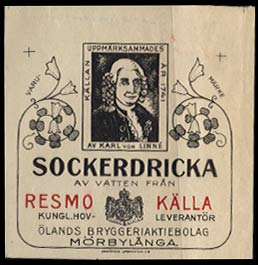 UPPMÄRKSAMMADES
KÄLLAN
ÅR 1741
AV KARL VON LINNÉ
VARU-
MÄRKE
SOCKERDRICKA
AV VATTEN FRÅN
RESMO KÄLLA
KUNGL. HOV-
LEVERANTÖR
ÖLANDS BRYGGERIAKTIEBOLAG
MÖRBYLÅNGA.